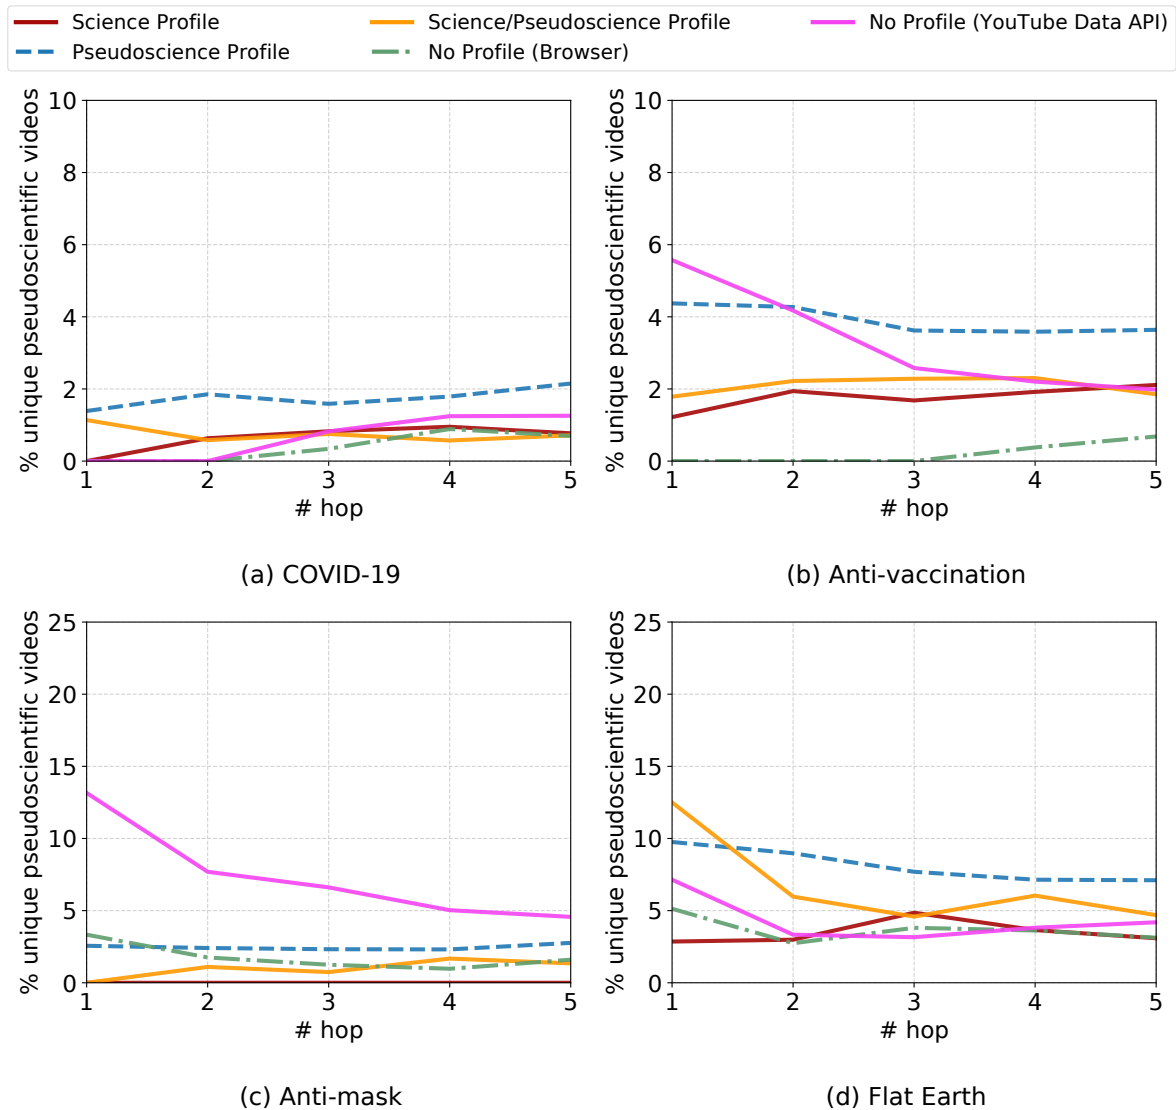 Science Profile
Pseudoscience Profile
Science/Pseudoscience Profile
No Profile (Browser)
No Profile (YouTube Data API)
% unique pseudoscientific videos
10
8
6
4
2
0
1 2 3 4 5
# hop
(a) COVID-19
% unique pseudoscientific videos
10
8
6
4
2
0
1 2 3 4 5
# hop
(b) Anti-vaccination
% unique pseudoscientific videos
25
20
15
10
5
0
1 2 3 4 5
# hop
(c) Anti-mask
% unique pseudoscientific videos
25
20
15
10
5
0
1 2 3 4 5
# hop
(d) Flat Earth